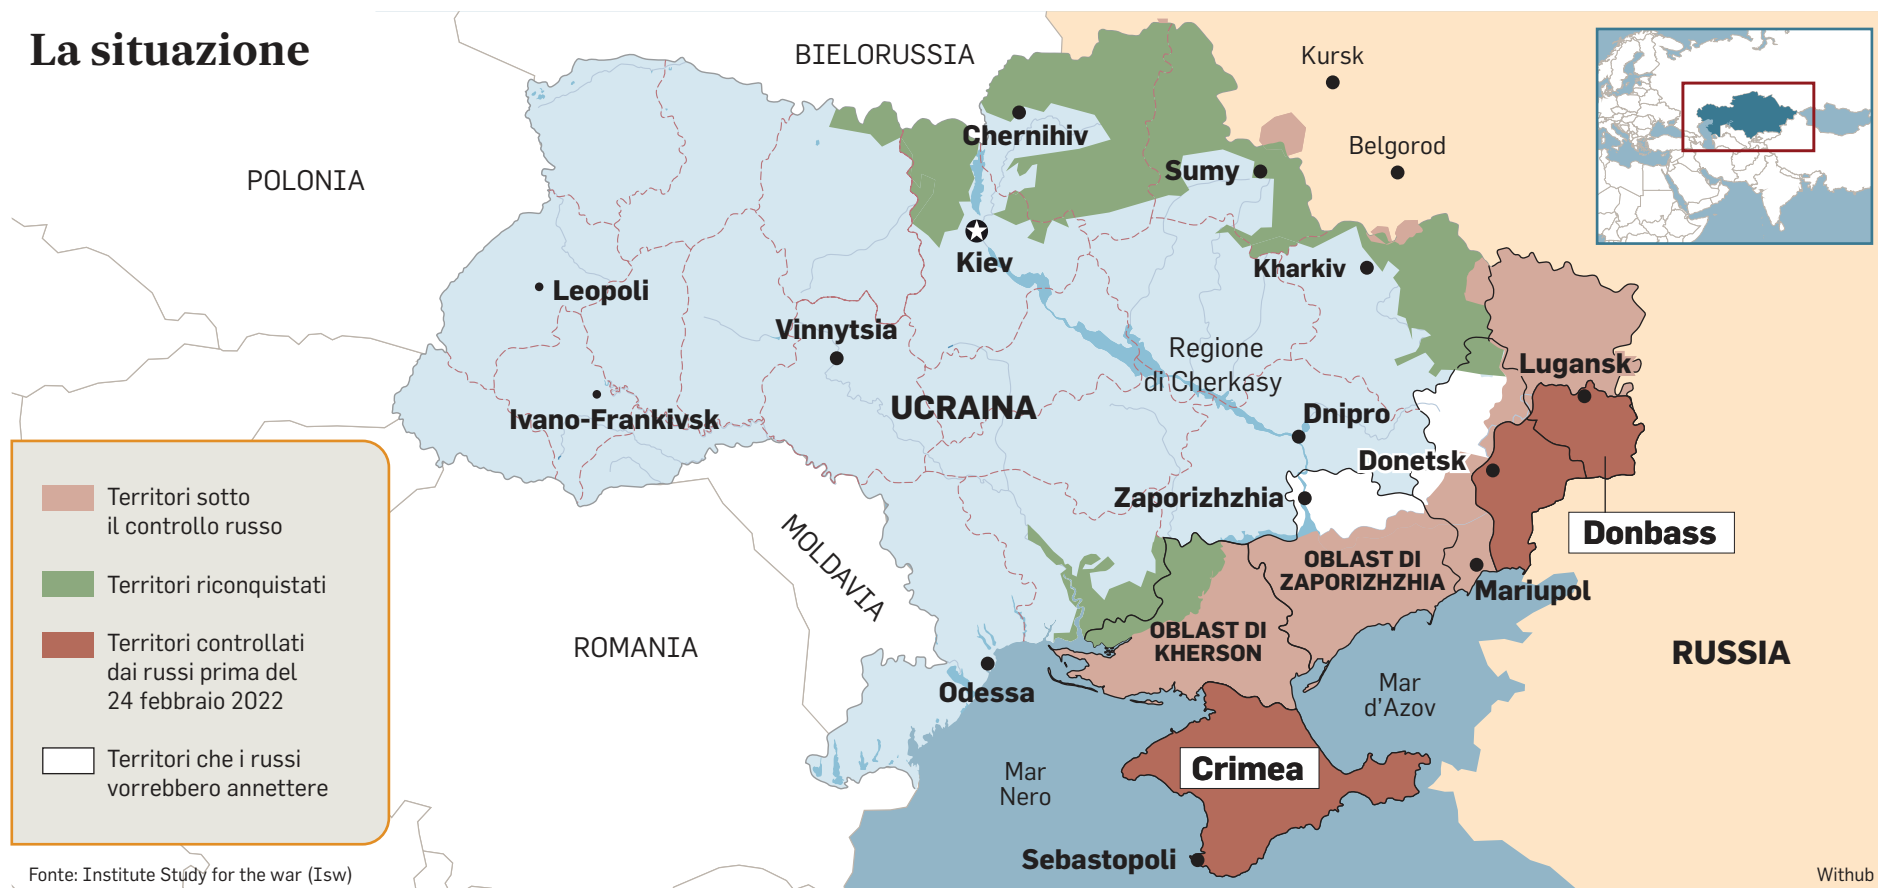 La situazione
BIELORUSSIA
Kursk
Chernihiv
Belgorod
Sumy
POLONIA
Kiev
Kharkiv
Leopoli
Vinnytsia
Regione
di Cherkasy
Lugansk
Ivano-Frankivsk
UCRAINA
Dnipro
Donetsk
Zaporizhzhia
Donbass
MOLDAVIA
OBLAST DI
ZAPORIZHZHIA
Mariupol
OBLAST DI
KHERSON
ROMANIA
RUSSIA
Odessa
Mar
d'Azov
Crimea
Mar
Nero
Sebastopoli
Territori sotto
il controllo russo
Territori riconquistati
Territori controllati
dai russi prima del
24 febbraio 2022
Territori che i russi
vorrebbero annettere
Fonte: Institute Study for the war (Isw)
Withub